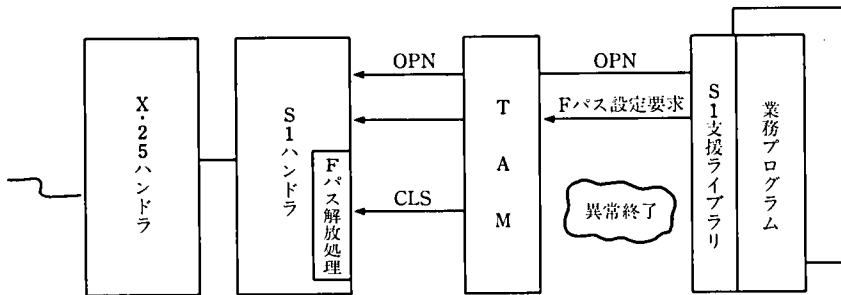 X・25ハンドラ
S1ハンドラ
Fパス解放処理
OPN
CLS
TAM
OPN
Fパス設定要求
異常終了
S1支援ライブラリ
業務プログラム